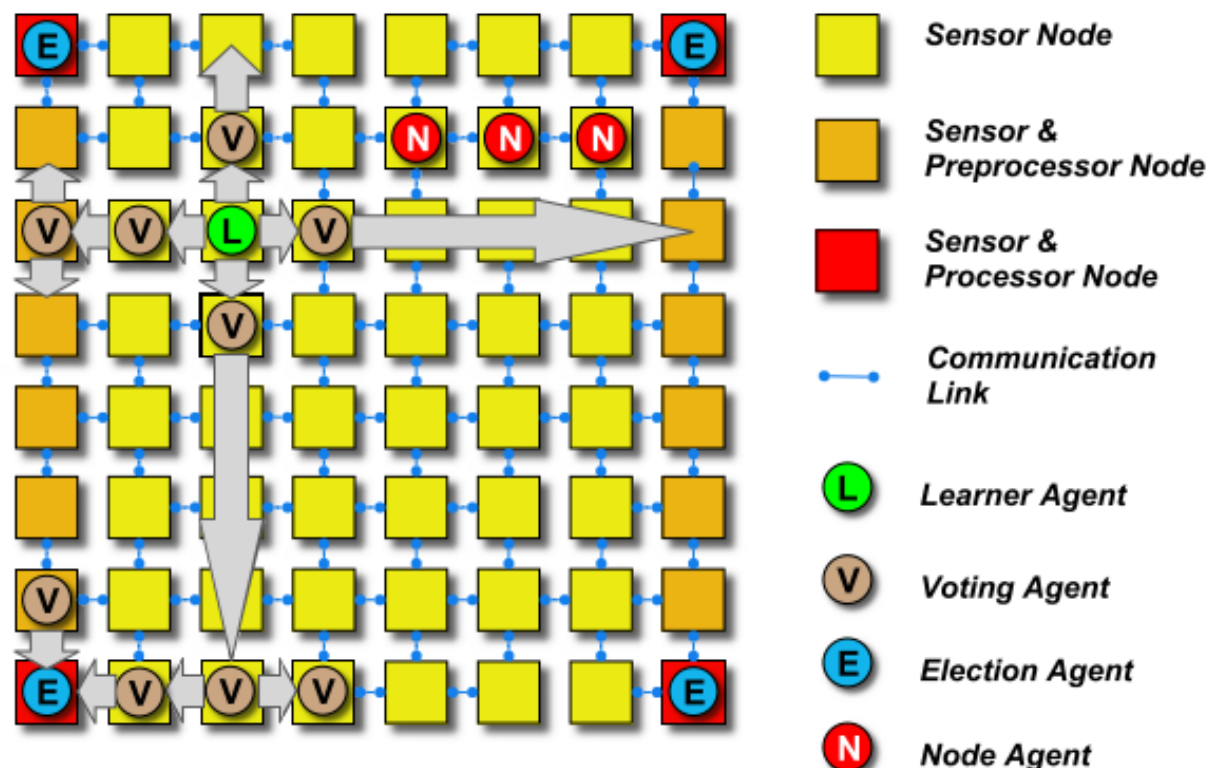 E E Sensor Node
V N N N Sensor &
Preprocessor Node
V V L V
Sensor &
Processor Node
V
Communication
Link
L Learner Agent
V V Voting Agent
E V V V E E Election Agent
N Node Agent